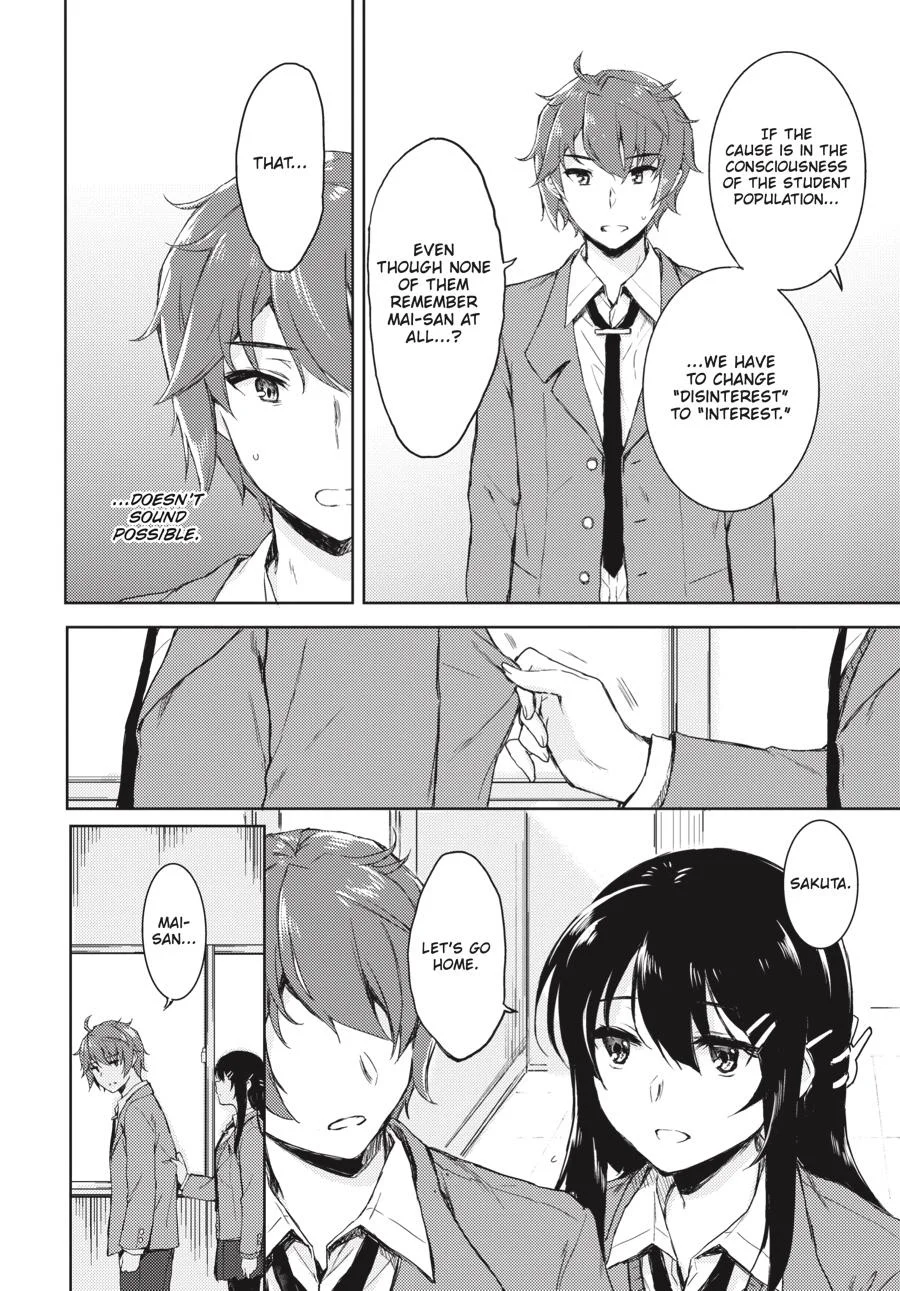 IF THE
CAUSE IS IN THE
CONSCIOUSNESS
OF THE STUDENT
POPULATION...
...WE HAVE
TO CHANGE
"DISINTEREST"
TO "INTEREST."
EVEN
THOUGH NONE
OF THEM
REMEMBER
MAI-SAN AT
ALL...?
THAT...
...DOESN'T
SOUND
POSSIBLE.
SAKUTA.
LET'S GO
HOME.
MAI-
SAN...